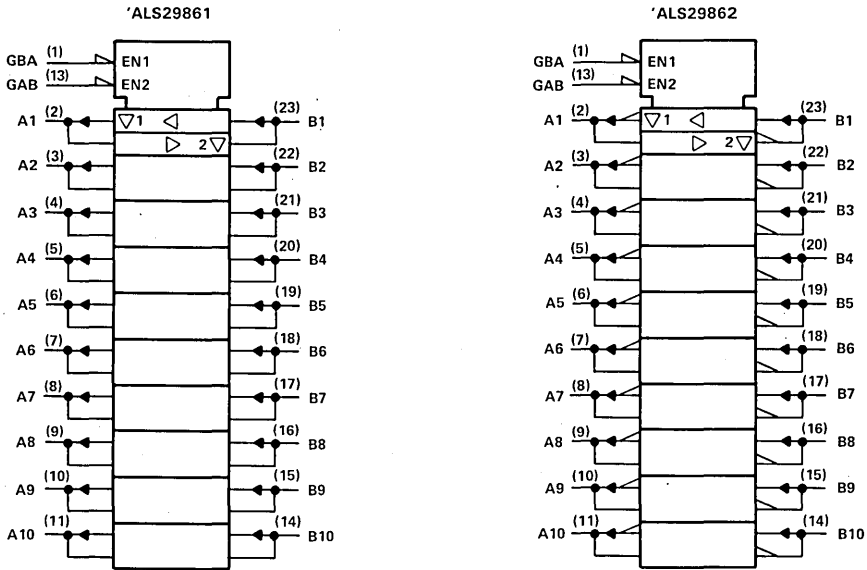 'ALS29861
GBA (1) EN1
GAB (13) EN2
A1 (2) 1 (23) B1
2
A2 (3) (22) B2
A3 (4) (21) B3
A4 (5) (20) B4
A5 (6) (19) B5
A6 (7) (18) B6
A7 (8) (17) B7
A8 (9) (16) B8
A9 (10) (15) B9
A10 (11) (14) B10
'ALS29862
GBA (1) EN1
GAB (13) EN2
A1 (2) 1 (23) B1
2
A2 (3) (22) B2
A3 (4) (21) B3
A4 (5) (20) B4
A5 (6) (19) B5
A6 (7) (18) B6
A7 (8) (17) B7
A8 (9) (16) B8
A9 (10) (15) B9
A10 (11) (14) B10